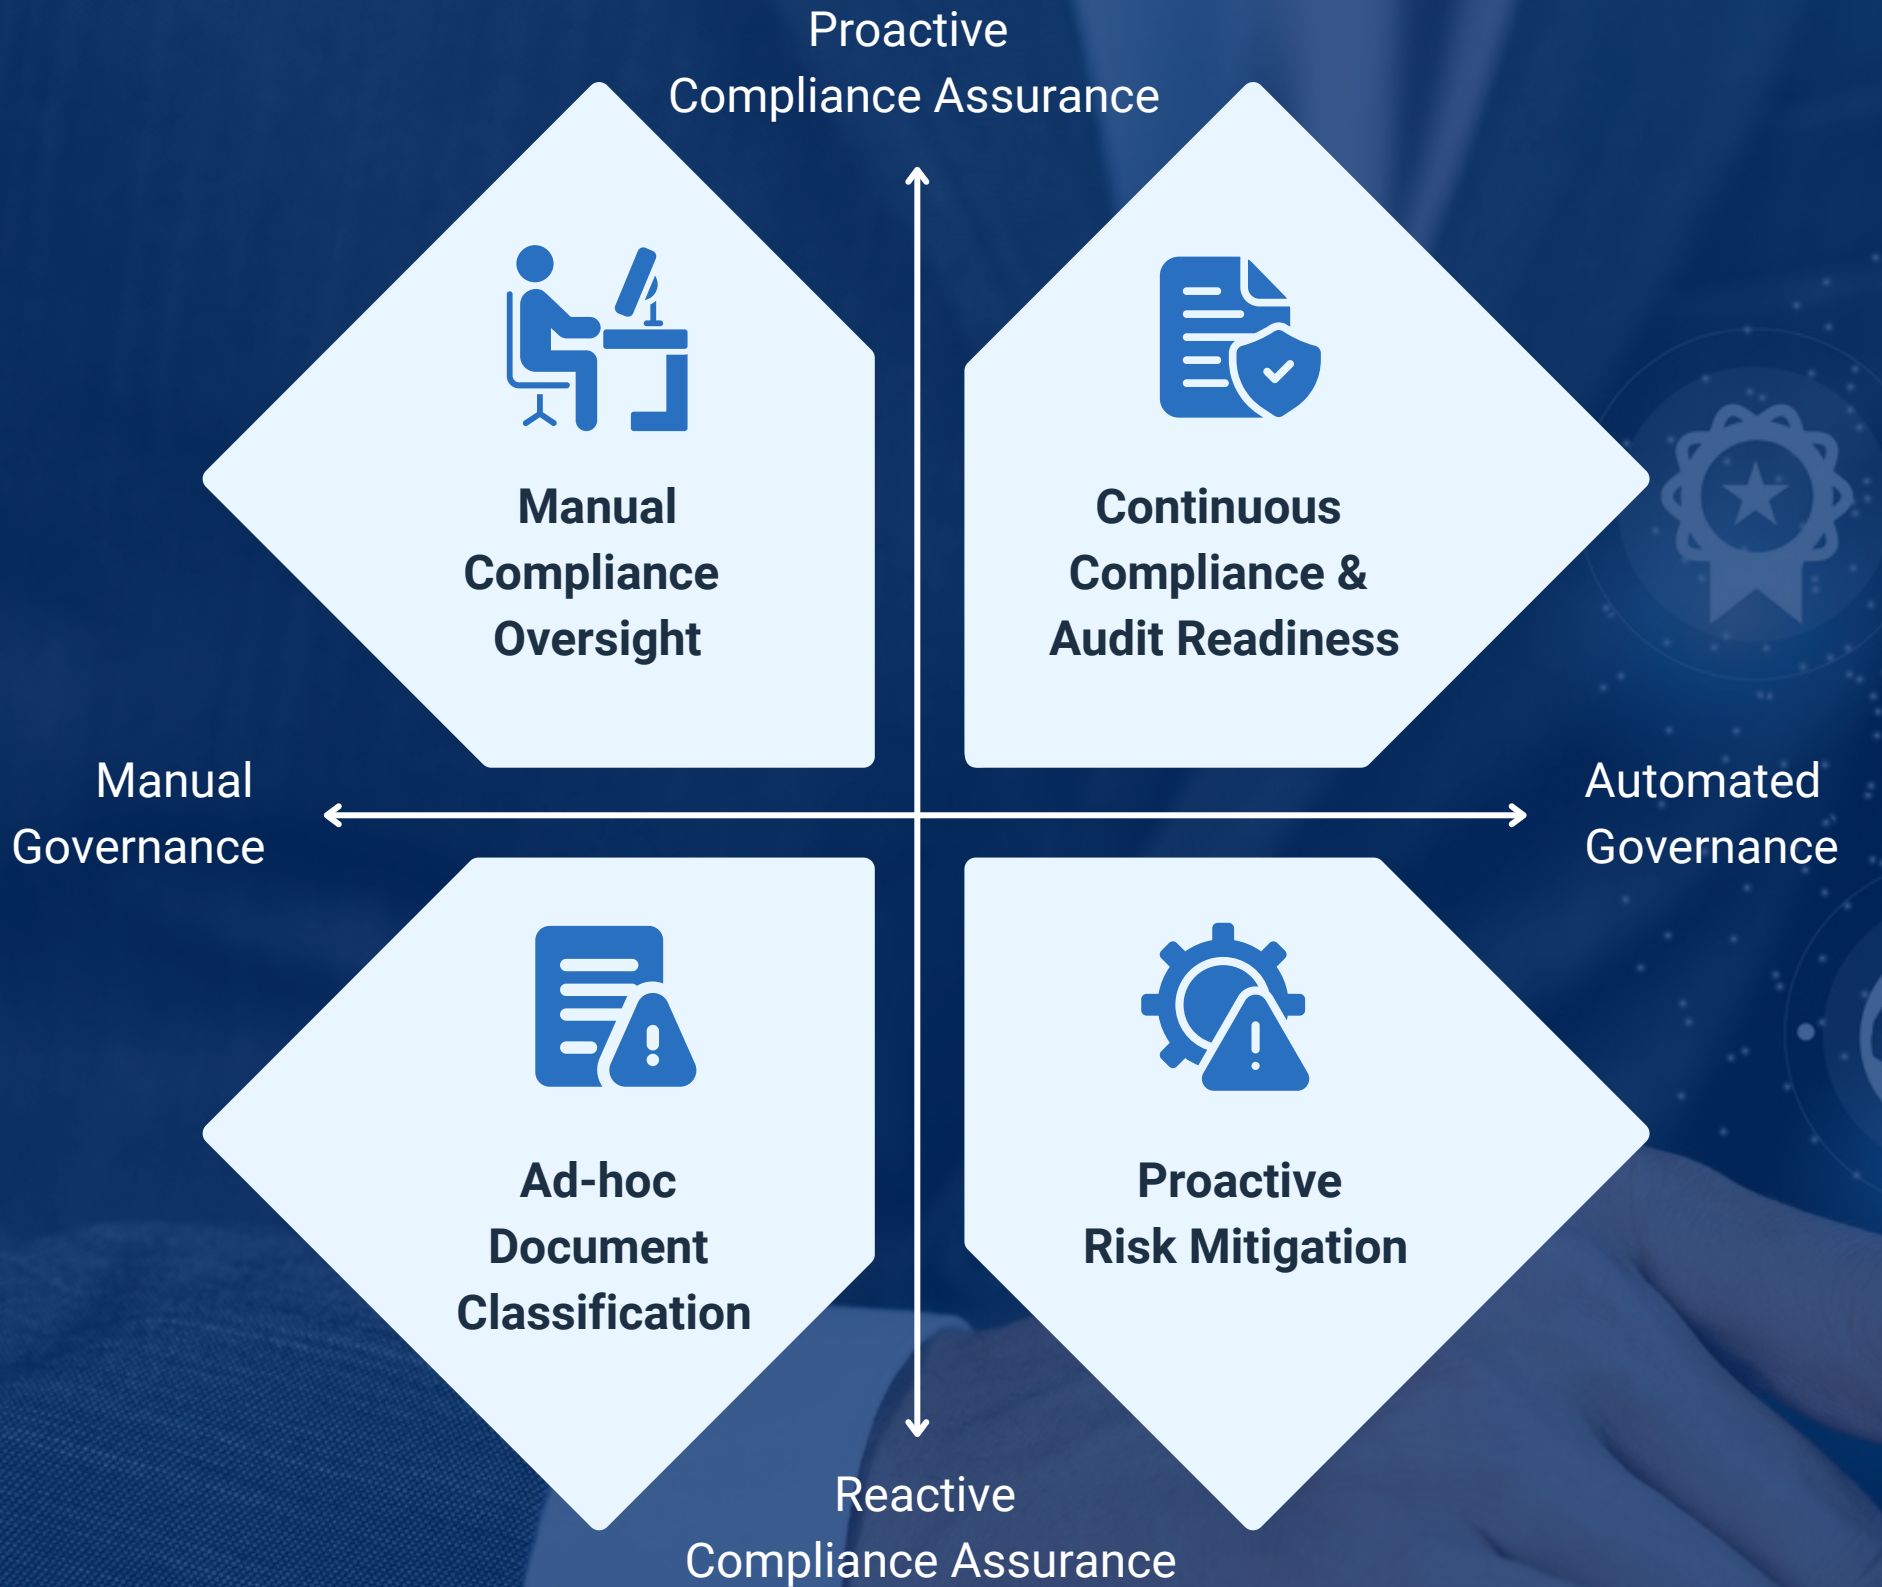 Proactive
Compliance Assurance
Manual
Compliance
Oversight
Continuous
Compliance &
Audit Readiness
Manual
Governance
Automated
Governance
Ad-hoc
Document
Classification
Proactive
Risk Mitigation
Reactive
Compliance Assurance